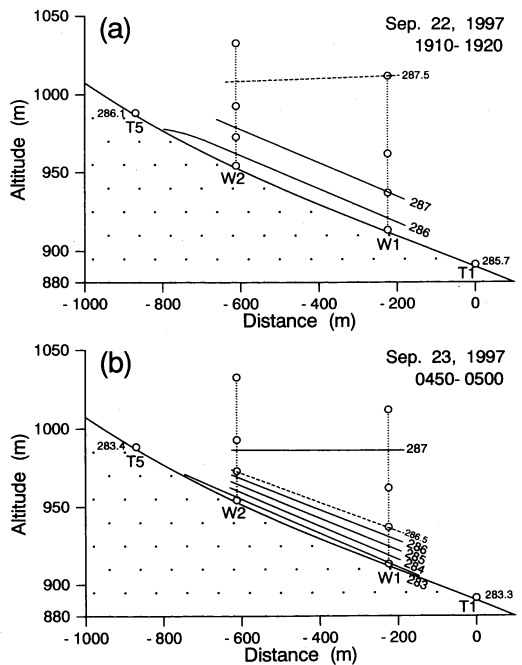 (a)
Sep. 22, 1997
1910-1920
Altitude (m)
1050
1000
950
900
880
286.1
T5
W2
287.5
287
286
W1
T1
285.7
-1000
-800
-600
-400
-200
0
Distance (m)
(b)
Sep. 23, 1997
0450-0500
Altitude (m)
1050
1000
950
900
880
283.4
T5
W2
287
286.5
286
285
284
283
W1
T1
283.3
-1000
-800
-600
-400
-200
0
Distance (m)